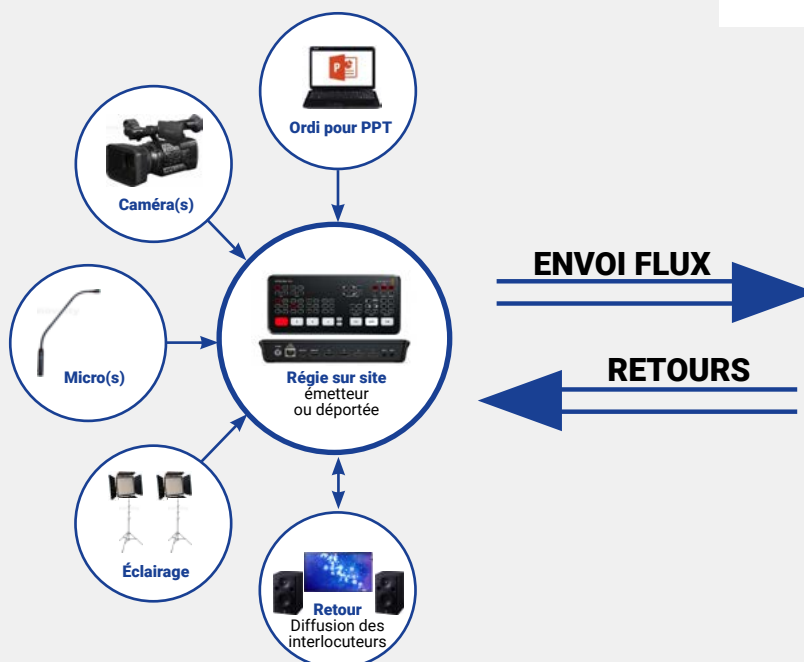 P
Ordi pour PPT
Caméra(s)
ENVOI FLUX
Micro(s)
Régie sur site
émetteur
ou déportée
RETOURS
Éclairage
Retour
Diffusion des
interlocuteurs